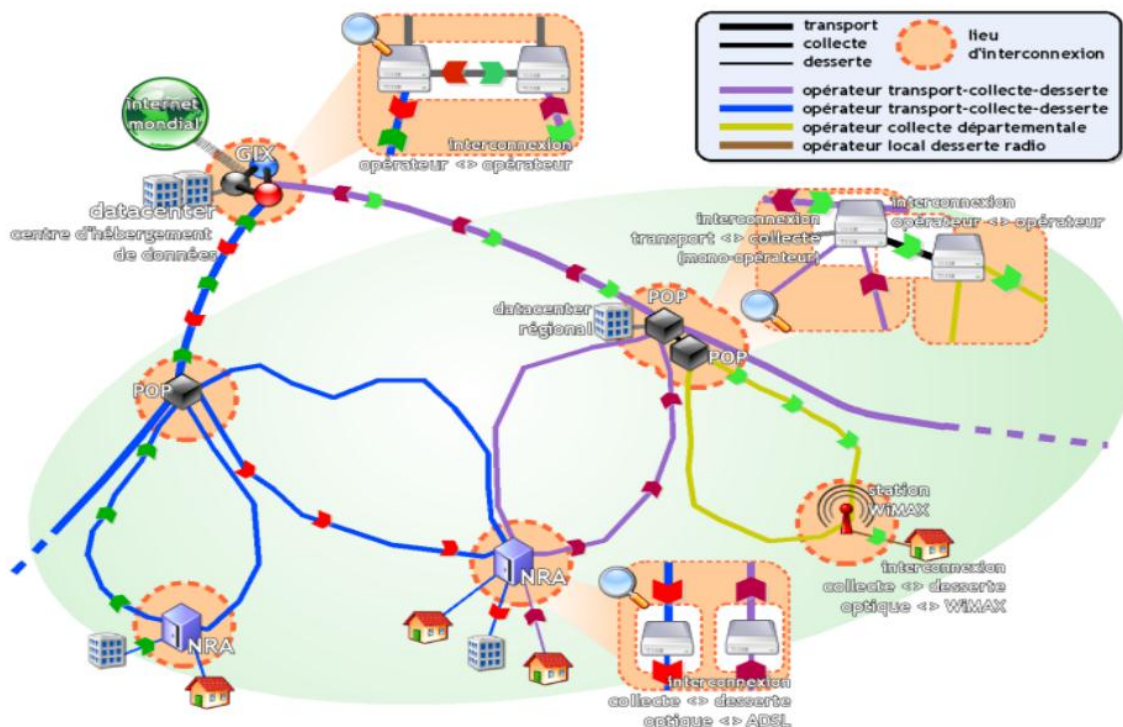 transport
collecte
desserte
lieu
d'interconnexion
opérateur transport-collecte-desserte
opérateur transport-collecte-desserte
opérateur collecte départementale
opérateur local desserte radio
internet
mondial
GIX
interconnexion
opérateur <> opérateur
datacenter
centre d'hébergement
de données
interconnexion
opérateur <> opérateur
interconnexion
transport <> collecte
(mono-opérateur)
POP
datacenter
régional
POP
POP
station
WiMAX
interconnexion
collecte <> desserte
optique <> WiMAX
NRA
NRA
interconnexion
collecte <> desserte
optique <> ADSL